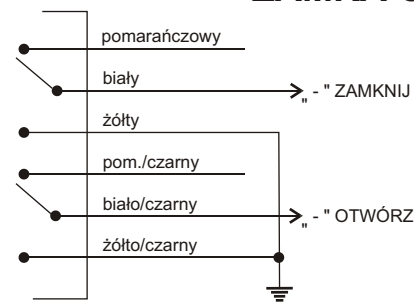 pomarańczowy
biały
" - " ZAMKNIJ
żółty
pom./czarny
biało/czarny
" - " OTWÓRZ
żółto/czarny